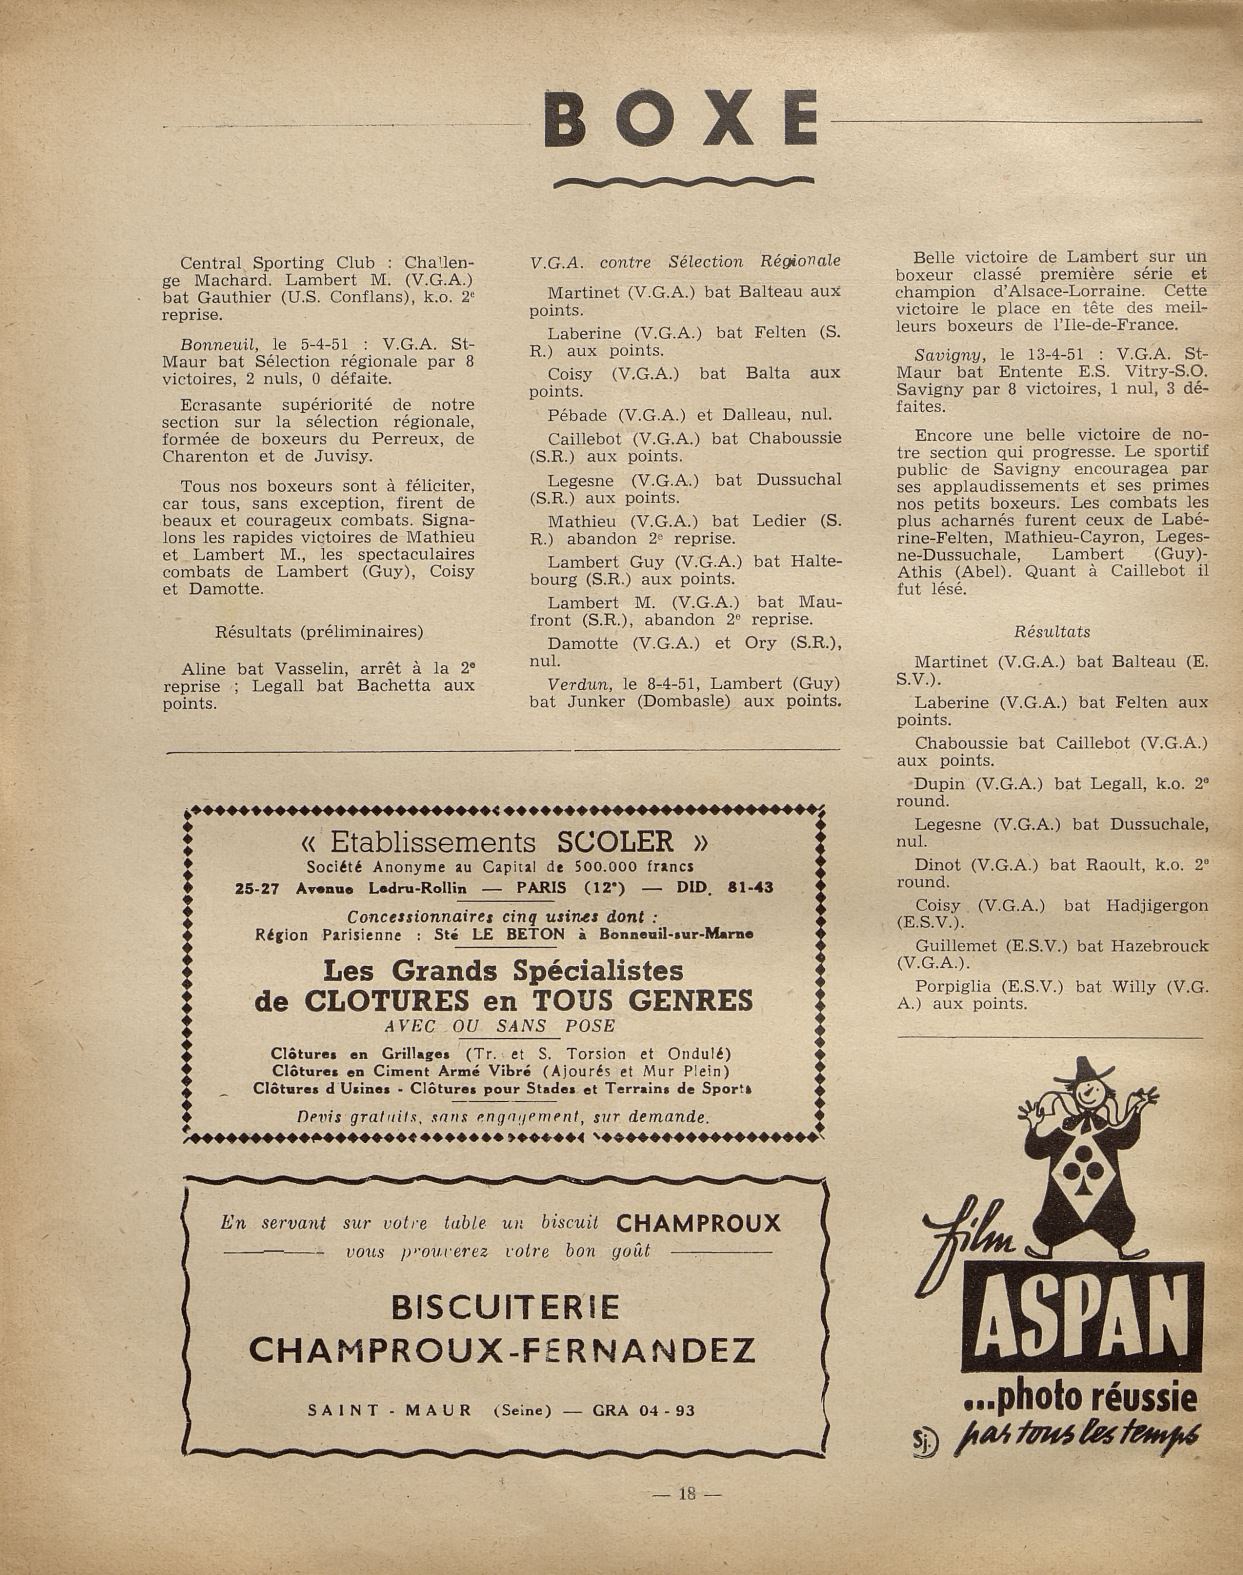 BOXE
Central Sporting Club : Challen-
ge Machard. Lambert M. (V.G.A.)
bat Gauthier (U.S. Conflans), k.o. 2e
reprise.
Bonneuil, le 5-4-51 : V.G.A. St-
Maur bat Sélection régionale par 8
victoires, 2 nuls, 0 défaite.
Ecrasante supériorité de notre
section sur la sélection régionale,
formée de boxeurs du Perreux, de
Charenton et de Juvisy.
Tous nos boxeurs sont à féliciter,
car tous, sans exception, firent de
beaux et courageux combats. Signa-
lons les rapides victoires de Mathieu
et Lambert M., les spectaculaires
combats de Lambert (Guy), Coisy
et Damotte.
Résultats (préliminaires)
Aline bat Vasselin, arrêt à la 2e
reprise ; Legall bat Bachetta aux
points.
V.G.A. contre Sélection Régionale
Martinet (V.G.A.) bat Balteau aux
points.
Laberine (V.G.A.) bat Felten (S.
R.) aux points.
Coisy (V.G.A.) bat Balta aux
points.
Pébade (V.G.A.) et Dalleau, nul.
Caillebot (V.G.A.) bat Chaboussie
(S.R.) aux points.
Legesne (V.G.A.) bat Dussuchal
(S.R.) aux points.
Mathieu (V.G.A.) bat Ledier (S.
R.) abandon 2e reprise.
Lambert Guy (V.G.A.) bat Halte-
bourg (S.R.) aux points.
Lambert M. (V.G.A.) bat Mau-
front (S.R.), abandon 2e reprise.
Damotte (V.G.A.) et Ory (S.R.),
nul.
Verdun, le 8-4-51, Lambert (Guy)
bat Junker (Dombasle) aux points.
Belle victoire de Lambert sur un
boxeur classé première série et
champion d'Alsace-Lorraine. Cette
victoire le place en tête des meil-
leurs boxeurs de l'Ile-de-France.
Savigny, le 13-4-51 : V.G.A. St-
Maur bat Entente E.S. Vitry-S.O.
Savigny par 8 victoires, 1 nul, 3 dé-
faites.
Encore une belle victoire de no-
tre section qui progresse. Le sportif
public de Savigny encouragea par
ses applaudissements et ses primes
nos petits boxeurs. Les combats les
plus acharnés furent ceux de Labé-
rine-Felten, Mathieu-Cayron, Leges-
ne-Dussuchale, Lambert (Guy)-
Athis (Abel). Quant à Caillebot il
fut lésé.
Résultats
Martinet (V.G.A.) bat Balteau (E.
S.V.).
Laberine (V.G.A.) bat Felten aux
points.
Chaboussie bat Caillebot (V.G.A.)
aux points.
Dupin (V.G.A.) bat Legall, k.o. 2e
round.
Legesne (V.G.A.) bat Dussuchale,
nul.
Dinot (V.G.A.) bat Raoult, k.o. 2e
round.
Coisy (V.G.A.) bat Hadjigergon
(E.S.V.).
Guillemet (E.S.V.) bat Hazebrouck
(V.G.A.).
Porpiglia (E.S.V.) bat Willy (V.G.
A.) aux points.
« Etablissements SCOLER »
Société Anonyme au Capital de 500.000 francs
25-27 Avenue Ledru-Rollin — PARIS (12e) — DID. 81-43
Concessionnaires cinq usines dont :
Région Parisienne : Sté LE BETON à Bonneuil-sur-Marne
Les Grands Spécialistes
de CLOTURES en TOUS GENRES
AVEC OU SANS POSE
Clôtures en Grillages (Tr. et S. Torsion et Ondulé)
Clôtures en Ciment Armé Vibré (Ajourés et Mur Plein)
Clôtures d'Usines - Clôtures pour Stades et Terrains de Sports
Devis gratuits, sans engagement, sur demande.
En servant sur votre table un biscuit CHAMPROUX
vous prouverez votre bon goût
BISCUITERIE
CHAMPROUX-FERNANDEZ
SAINT - MAUR (Seine) — GRA 04-93
film
ASPAN
...photo réussie
par tous les temps
Sj.
— 18 —